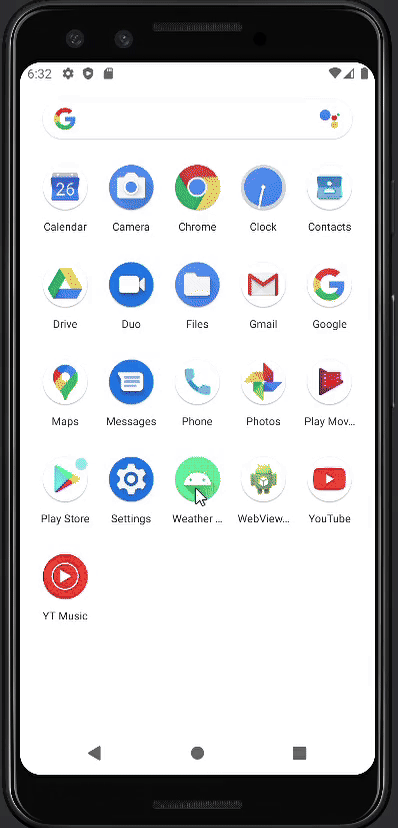 6:32
G
26
Calendar Camera Chrome Clock Contacts
Drive Duo Files Gmail Google
Maps Messages Phone Photos Play Mov...
Play Store Settings Weather ... WebView... YouTube
YT Music